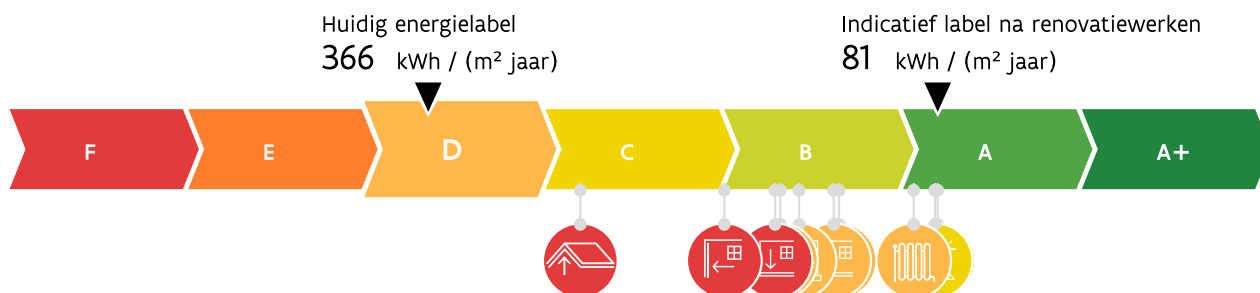 Huidig energielabel
366 kWh / (m² jaar)
Indicatief label na renovatiewerken
81 kWh / (m² jaar)
F E D C B A A+